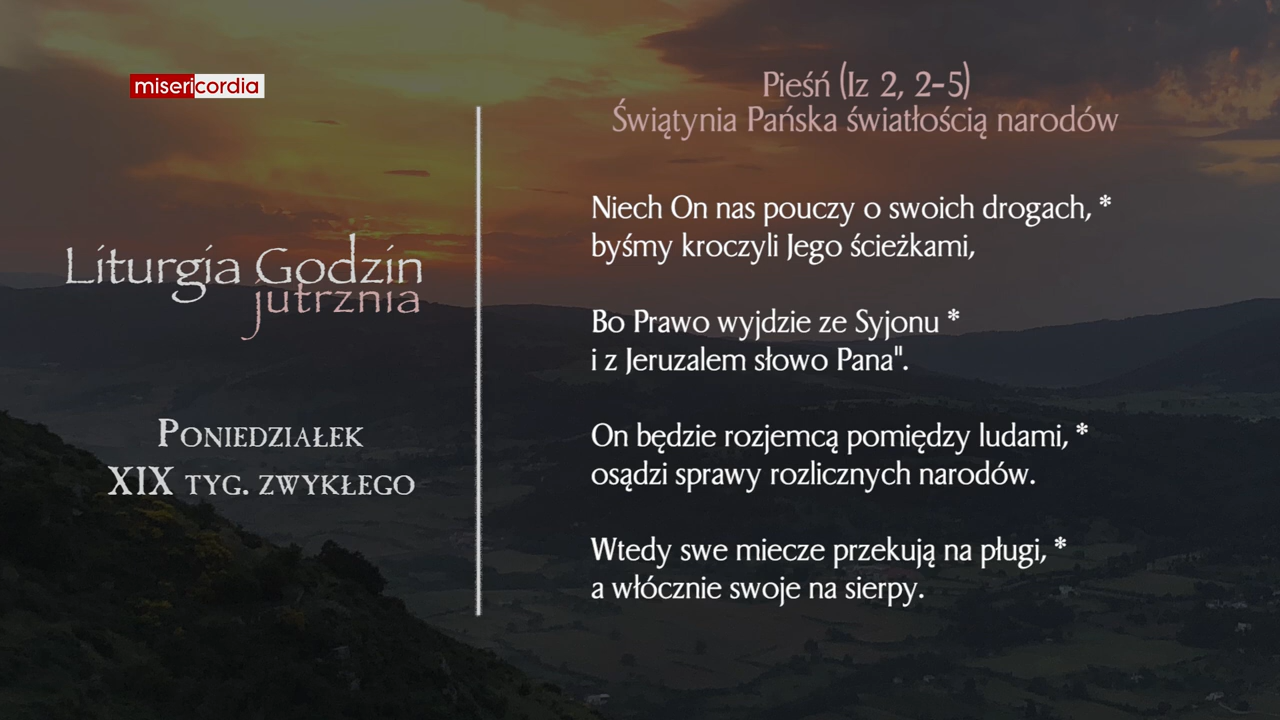 misericordia
Liturgia Godzin
jutrznia
Poniedziałek
XIX tyg. zwykłego
Pieśń (Iz 2, 2-5)
Świątynia Pańska światłością narodów
Niech On nas pouczy o swoich drogach, *
byśmy kroczyli Jego ścieżkami,
Bo Prawo wyjdzie ze Syjonu *
i z Jeruzalem słowo Pana".
On będzie rozjemcą pomiędzy ludami, *
osądzi sprawy rozlicznych narodów.
Wtedy swe miecze przekują na pługi, *
a włócznie swoje na sierpy.